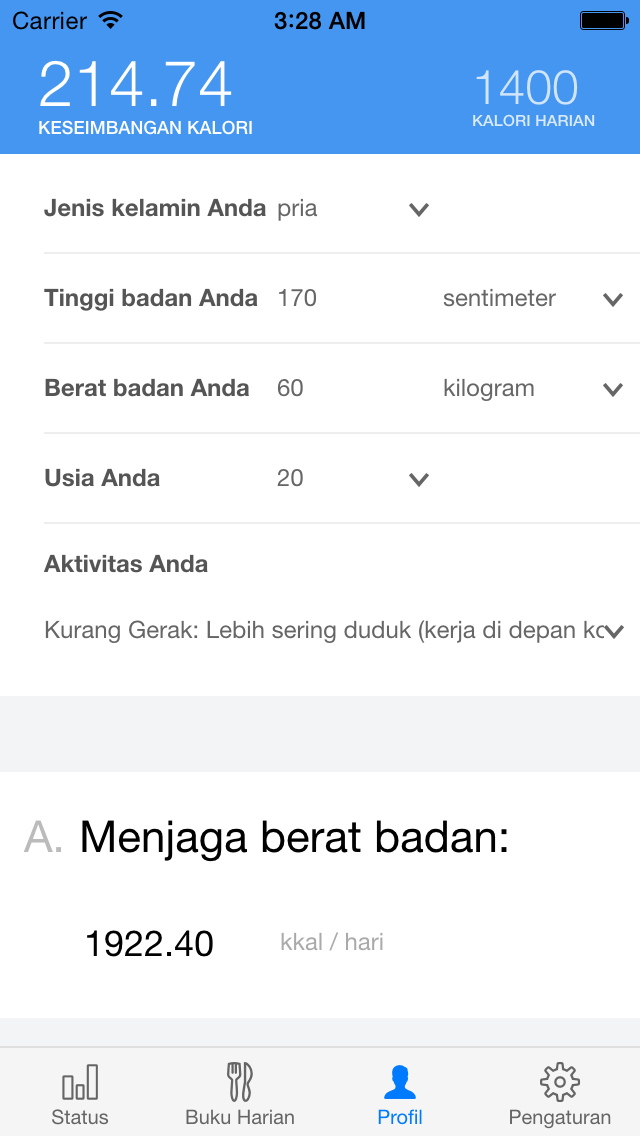 Carrier 3:28 AM
214.74 1400
KESEIMBANGAN KALORI KALORI HARIAN
Jenis kelamin Anda pria
Tinggi badan Anda 170 sentimeter
Berat badan Anda 60 kilogram
Usia Anda 20
Aktivitas Anda
Kurang Gerak: Lebih sering duduk (kerja di depan ko
A. Menjaga berat badan:
1922.40 kkal / hari
Status Buku Harian Profil Pengaturan